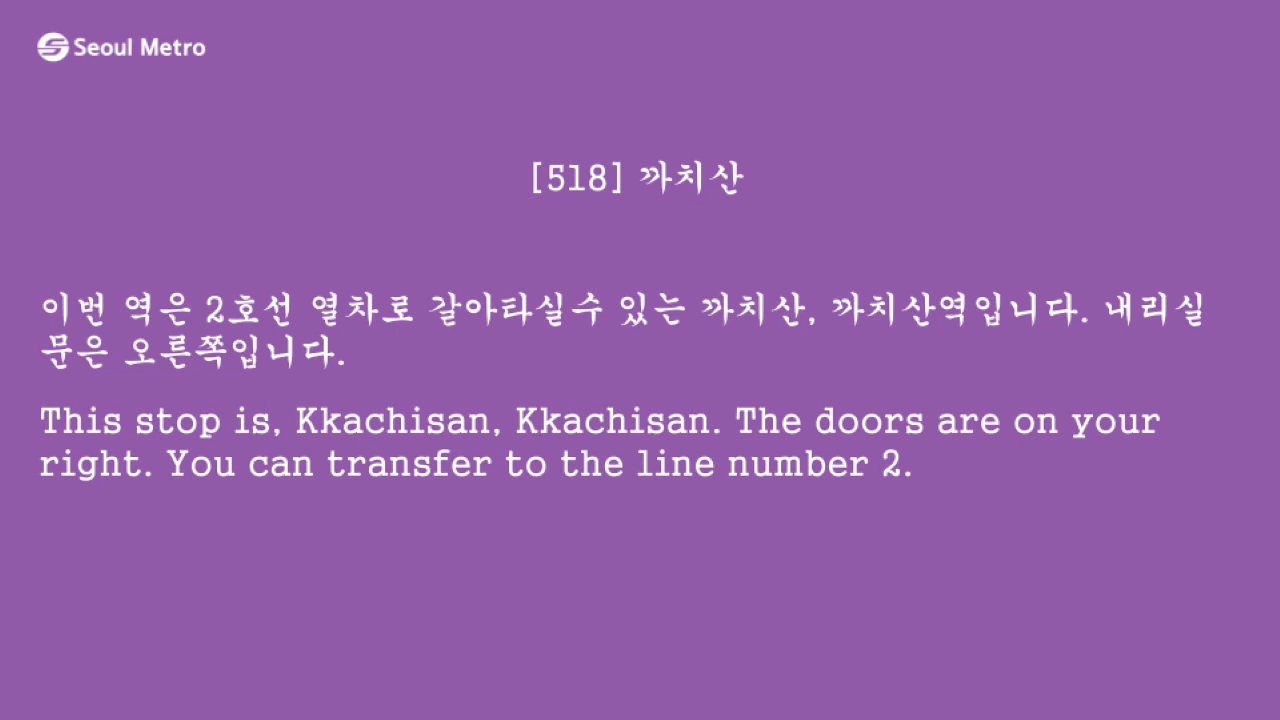 Seoul Metro
[518] 까치산
이번 역은 2호선 열차로 갈아타실수 있는 까치산, 까치산역입니다. 내리실
문은 오른쪽입니다.
This stop is, Kkachisan, Kkachisan. The doors are on your
right. You can transfer to the line number 2.